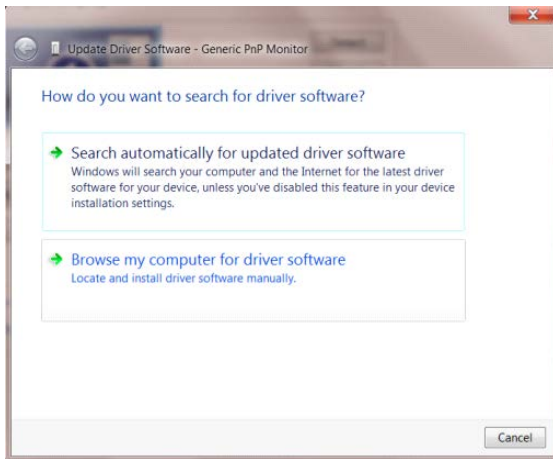 Update Driver Software - Generic PnP Monitor
How do you want to search for driver software?
Search automatically for updated driver software
Windows will search your computer and the Internet for the latest driver
software for your device, unless you've disabled this feature in your device
installation settings.
Browse my computer for driver software
Locate and install driver software manually.
Cancel